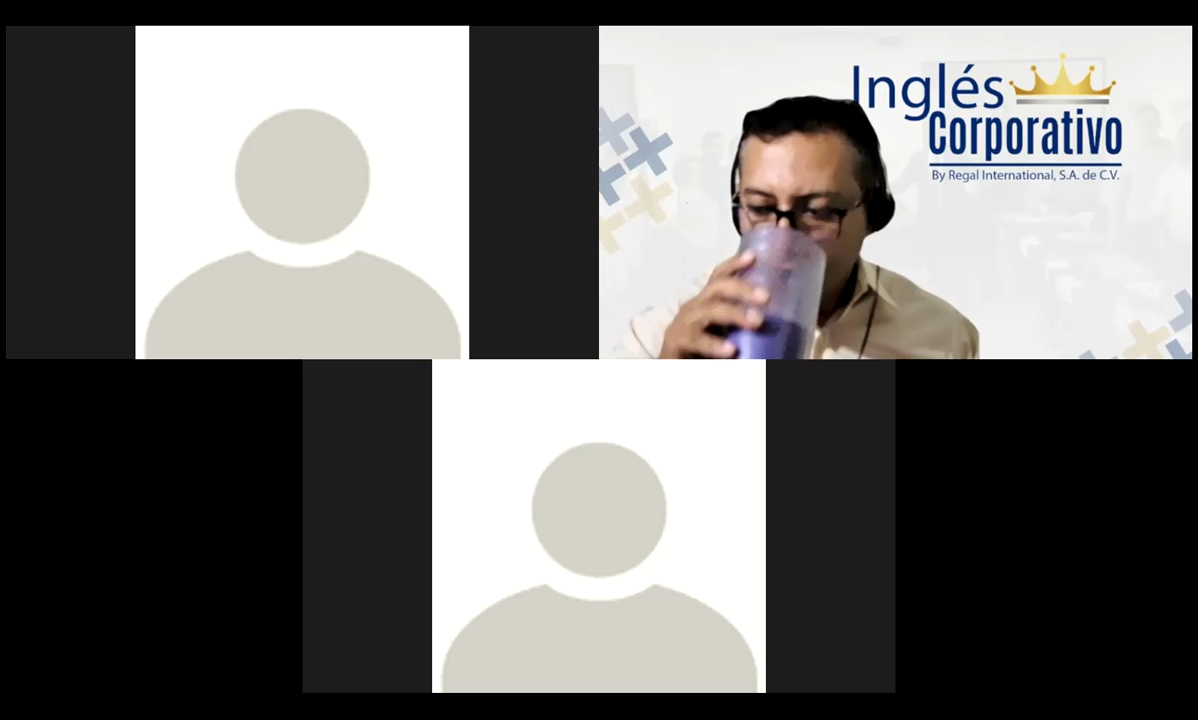 Inglés
Corporativo
By Regal International, S.A. de C.V.